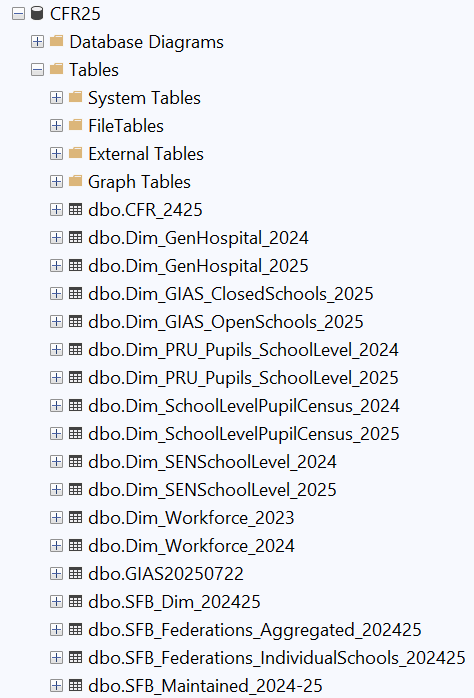 CFR25
Database Diagrams
Tables
System Tables
FileTables
External Tables
Graph Tables
dbo.CFR_2425
dbo.Dim_GenHospital_2024
dbo.Dim_GenHospital_2025
dbo.Dim_GIAS_ClosedSchools_2025
dbo.Dim_GIAS_OpenSchools_2025
dbo.Dim_PRU_Pupils_SchoolLevel_2024
dbo.Dim_PRU_Pupils_SchoolLevel_2025
dbo.Dim_SchoolLevelPupilCensus_2024
dbo.Dim_SchoolLevelPupilCensus_2025
dbo.Dim_SENSchoolLevel_2024
dbo.Dim_SENSchoolLevel_2025
dbo.Dim_Workforce_2023
dbo.Dim_Workforce_2024
dbo.GIAS20250722
dbo.SFB_Dim_202425
dbo.SFB_Federations_Aggregated_202425
dbo.SFB_Federations_IndividualSchools_202425
dbo.SFB_Maintained_2024-25